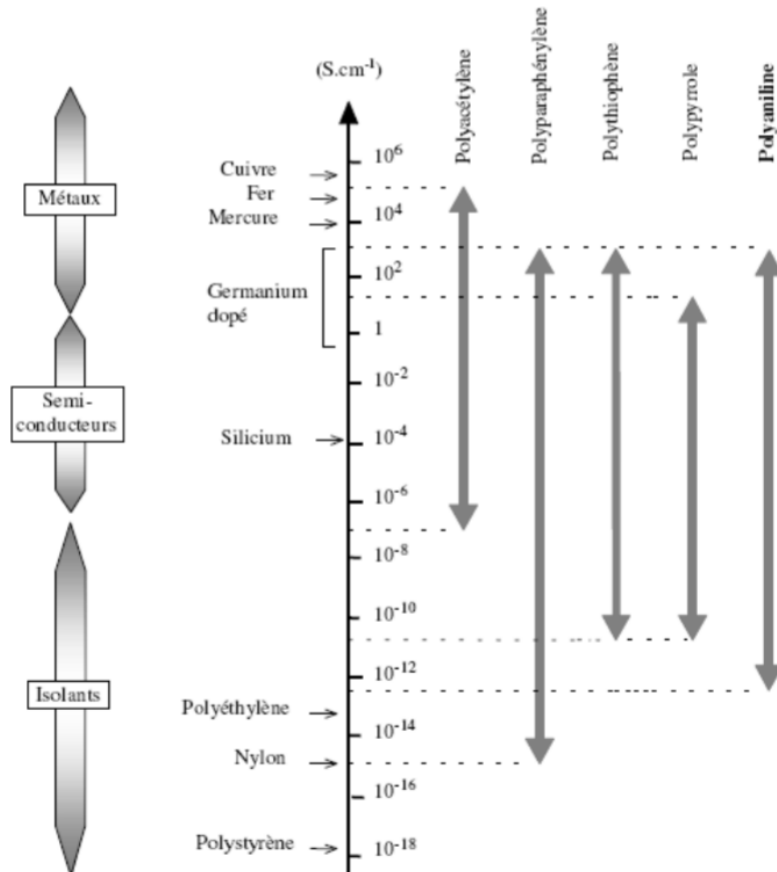 (S.cm-1)
Polyacétylène
Polyparaphénylène
Polythiophène
Polypyrrole
Polyaniline
Métaux
Semi-
conducteurs
Isolants
Cuivre
Fer
Mercure
Germanium
dopé
Silicium
Polyéthylène
Nylon
Polystyrène
10^6
10^4
10^2
1
10^-2
10^-4
10^-6
10^-8
10^-10
10^-12
10^-14
10^-16
10^-18